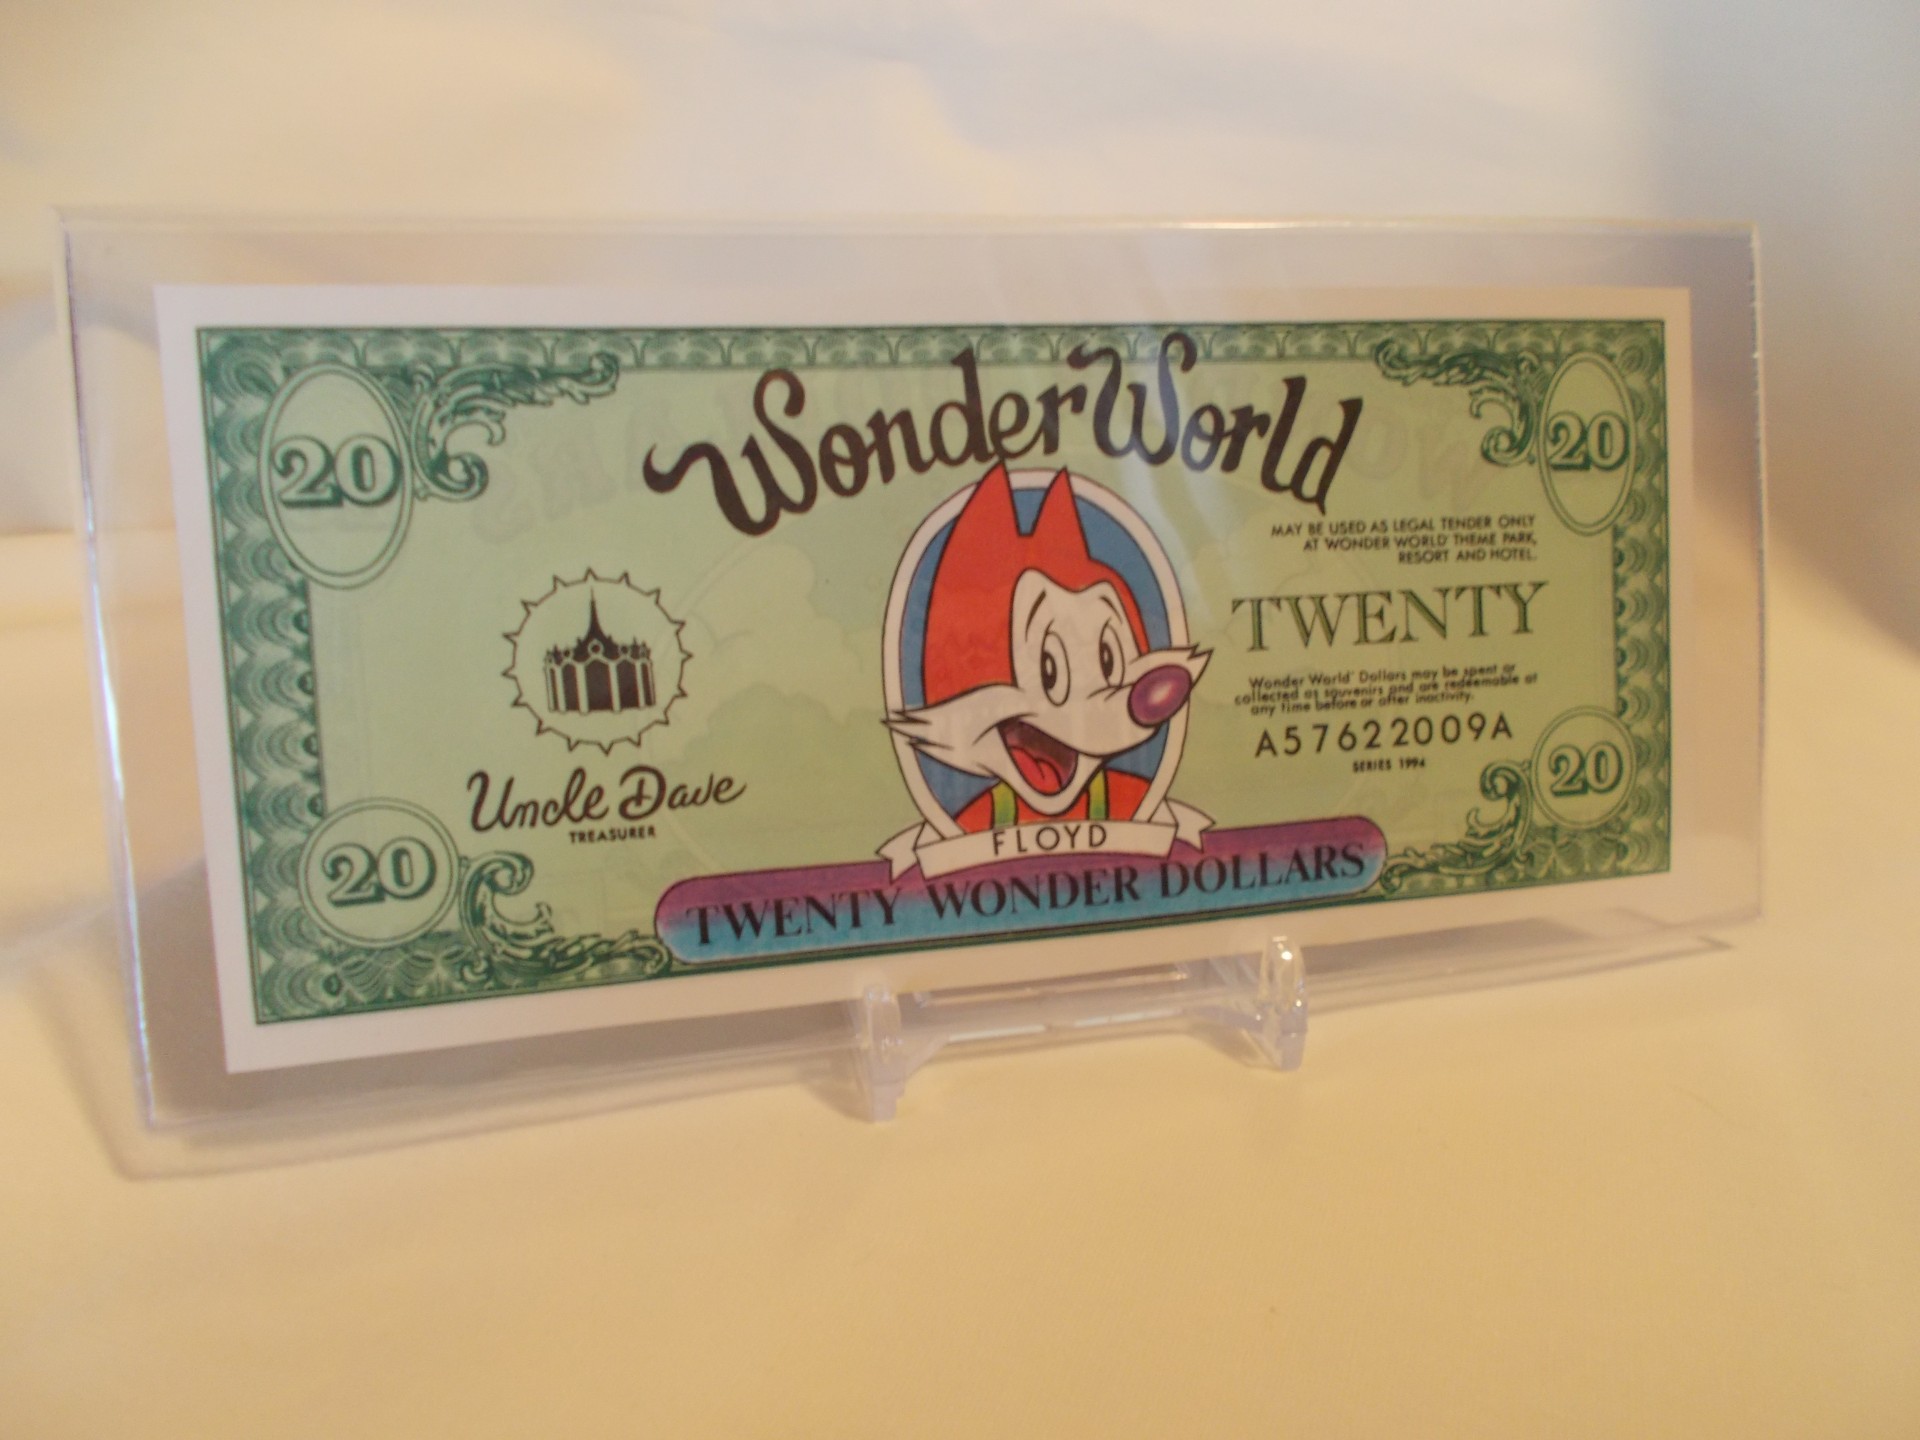 WonderWorld
20
20
MAY BE USED AS LEGAL TENDER ONLY
AT WONDER WORLD THEME PARK,
RESORT AND HOTEL.
TWENTY
Wonder World Dollars may be spent or
collected as souvenirs and are redeemable at
any time before or after inactivity.
A57622009A
SERIES 1994
Uncle Dave
TREASURER
20
20
FLOYD
TWENTY WONDER DOLLARS